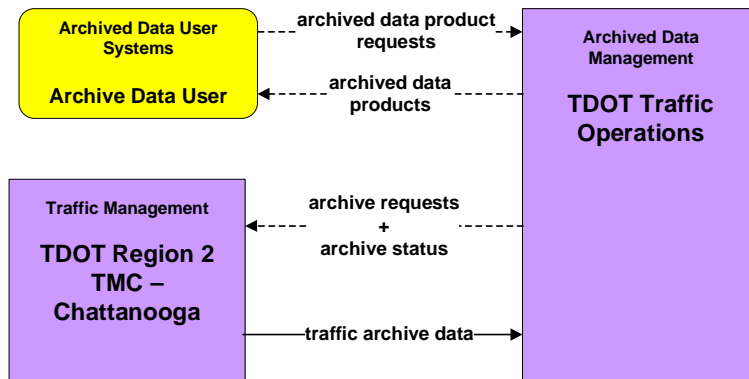 Archived Data User
Systems
Archive Data User
archived data product
requests
archived data
products
Archived Data
Management
TDOT Traffic
Operations
Traffic Management
TDOT Region 2
TMC –
Chattanooga
archive requests
+
archive status
traffic archive data